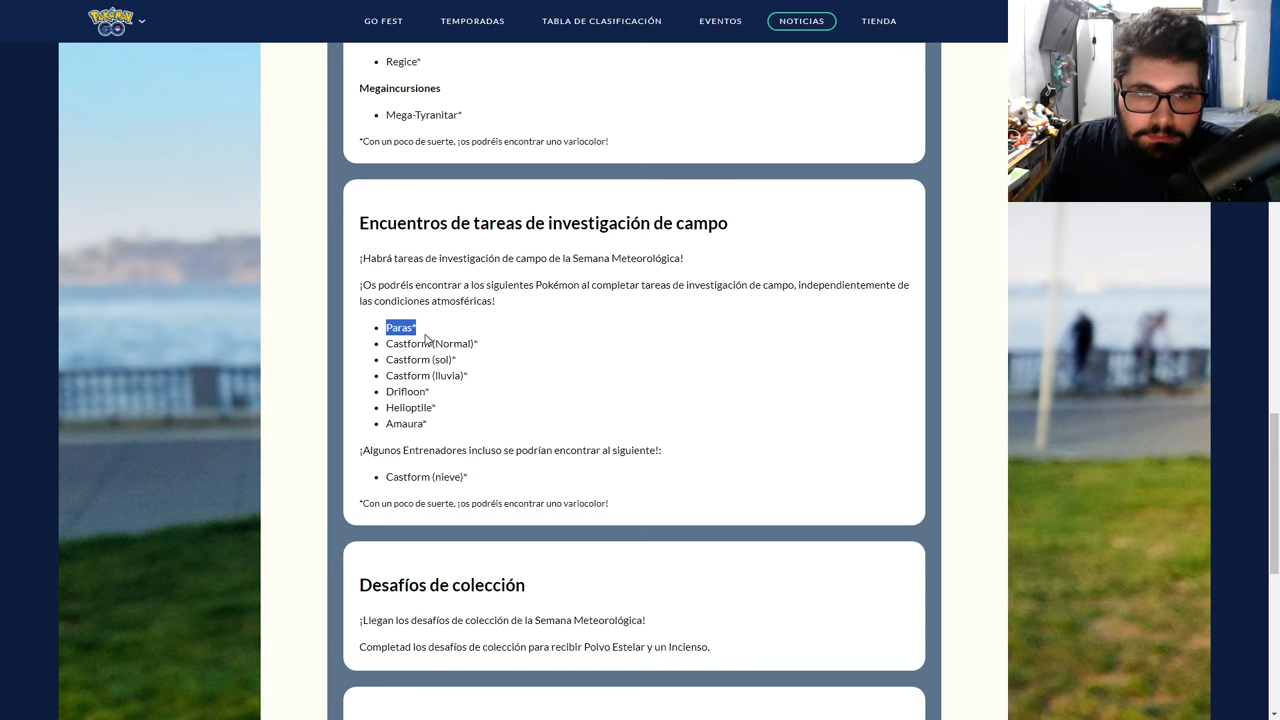 Pokémon GO
GO FEST
TEMPORADAS
TABLA DE CLASIFICACIÓN
EVENTOS
NOTICIAS
TIENDA
• Regice*
Megaincursiones
• Mega-Tyranitar*
*Con un poco de suerte, ¡os podréis encontrar uno variocolor!
Encuentros de tareas de investigación de campo
¡Habrá tareas de investigación de campo de la Semana Meteorológica!
¡Os podréis encontrar a los siguientes Pokémon al completar tareas de investigación de campo, independientemente de
las condiciones atmosféricas!
• Paras*
• Castform (Normal)*
• Castform (sol)*
• Castform (lluvia)*
• Drifloon*
• Helioptile*
• Amaura*
¡Algunos Entrenadores incluso se podrían encontrar al siguiente!:
• Castform (nieve)*
*Con un poco de suerte, ¡os podréis encontrar uno variocolor!
Desafíos de colección
¡Llegan los desafíos de colección de la Semana Meteorológica!
Completad los desafíos de colección para recibir Polvo Estelar y un Incienso.